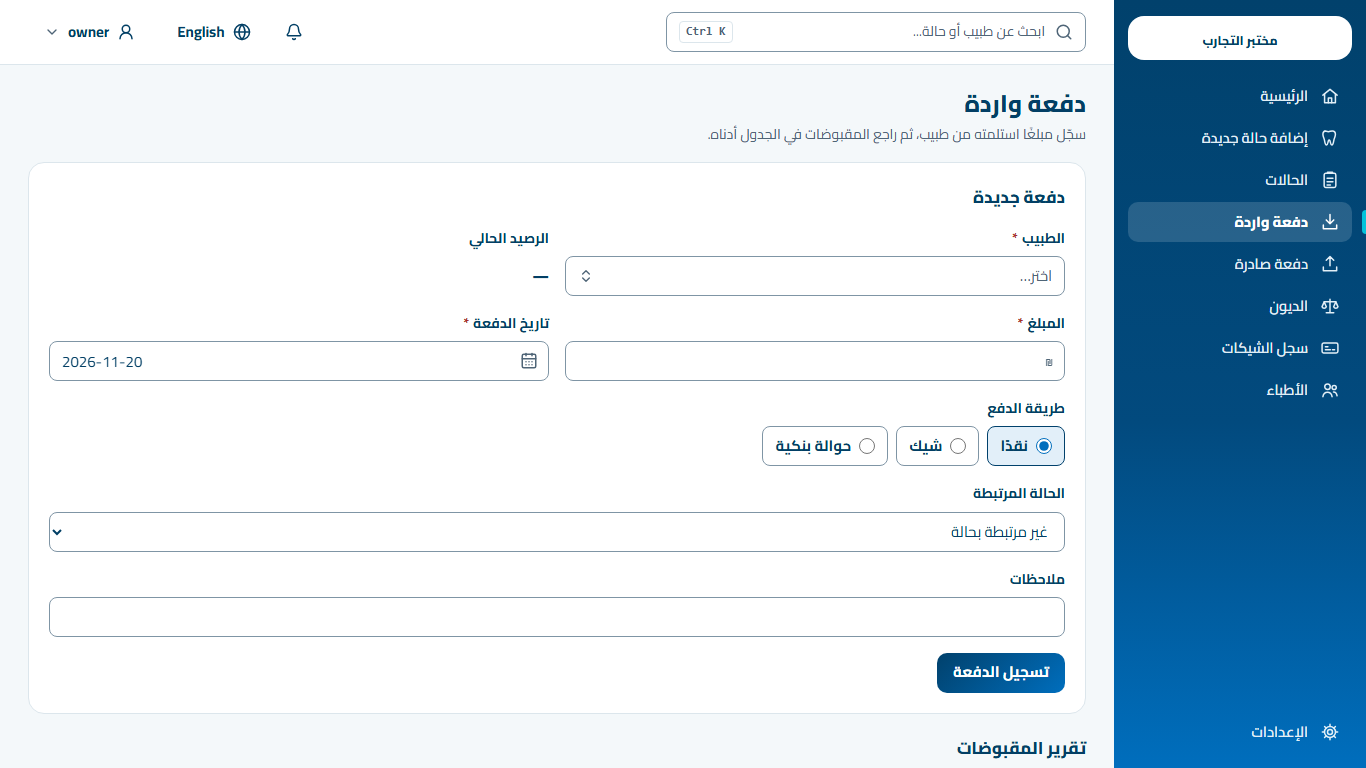 مختبر التجارب
الرئيسية
إضافة حالة جديدة
الحالات
دفعة واردة
دفعة صادرة
الديون
سجل الشيكات
الأطباء
الإعدادات
ابحث عن طبيب أو حالة...
Ctrl K
English
owner
دفعة واردة
سجّل مبلغًا استلمته من طبيب، ثم راجع المقبوضات في الجدول أدناه.
دفعة جديدة
الطبيب *
الرصيد الحالي
اختر...
—
المبلغ *
تاريخ الدفعة *
₪
2026-11-20
طريقة الدفع
نقدًا
شيك
حوالة بنكية
الحالة المرتبطة
غير مرتبطة بحالة
ملاحظات
تسجيل الدفعة
تقرير المقبوضات